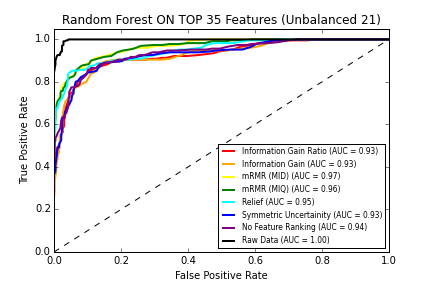 Random Forest ON TOP 35 Features (Unbalanced 21)
1.0
0.8
0.6
0.4
0.2
0.0
True Positive Rate
Information Gain Ratio (AUC = 0.93)
Information Gain (AUC = 0.93)
mRMR (MID) (AUC = 0.97)
mRMR (MIQ) (AUC = 0.96)
Relief (AUC = 0.95)
Symmetric Uncertainity (AUC = 0.93)
No Feature Ranking (AUC = 0.94)
Raw Data (AUC = 1.00)
0.0 0.2 0.4 0.6 0.8 1.0
False Positive Rate